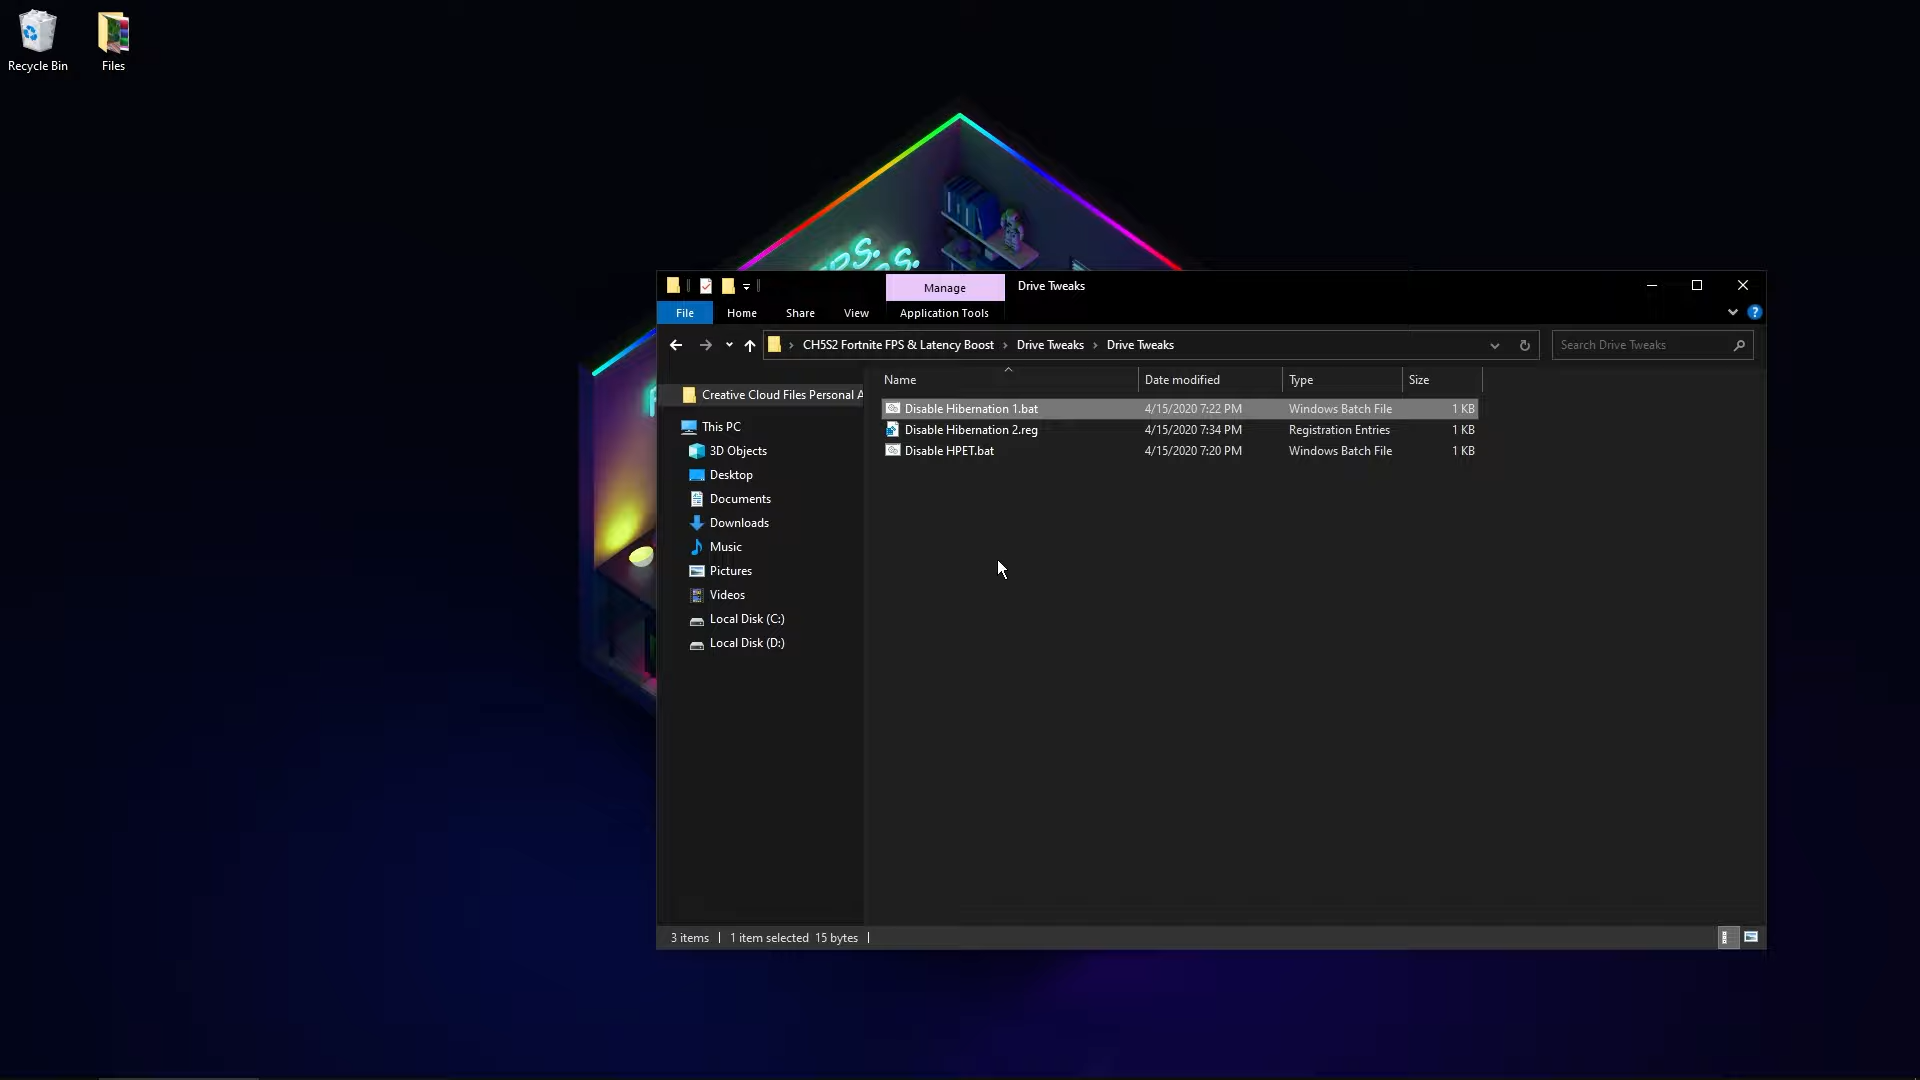 Recycle Bin
Files
Manage
Drive Tweaks
File
Home
Share
View
Application Tools
CH5S2 Fortnite FPS & Latency Boost
Drive Tweaks
Drive Tweaks
Search Drive Tweaks
Name
Date modified
Type
Size
Creative Cloud Files Personal A
This PC
3D Objects
Desktop
Documents
Downloads
Music
Pictures
Videos
Local Disk (C:)
Local Disk (D:)
Disable Hibernation 1.bat 4/15/2020 7:22 PM Windows Batch File 1 KB
Disable Hibernation 2.reg 4/15/2020 7:34 PM Registration Entries 1 KB
Disable HPET.bat 4/15/2020 7:20 PM Windows Batch File 1 KB
3 items 1 item selected 15 bytes